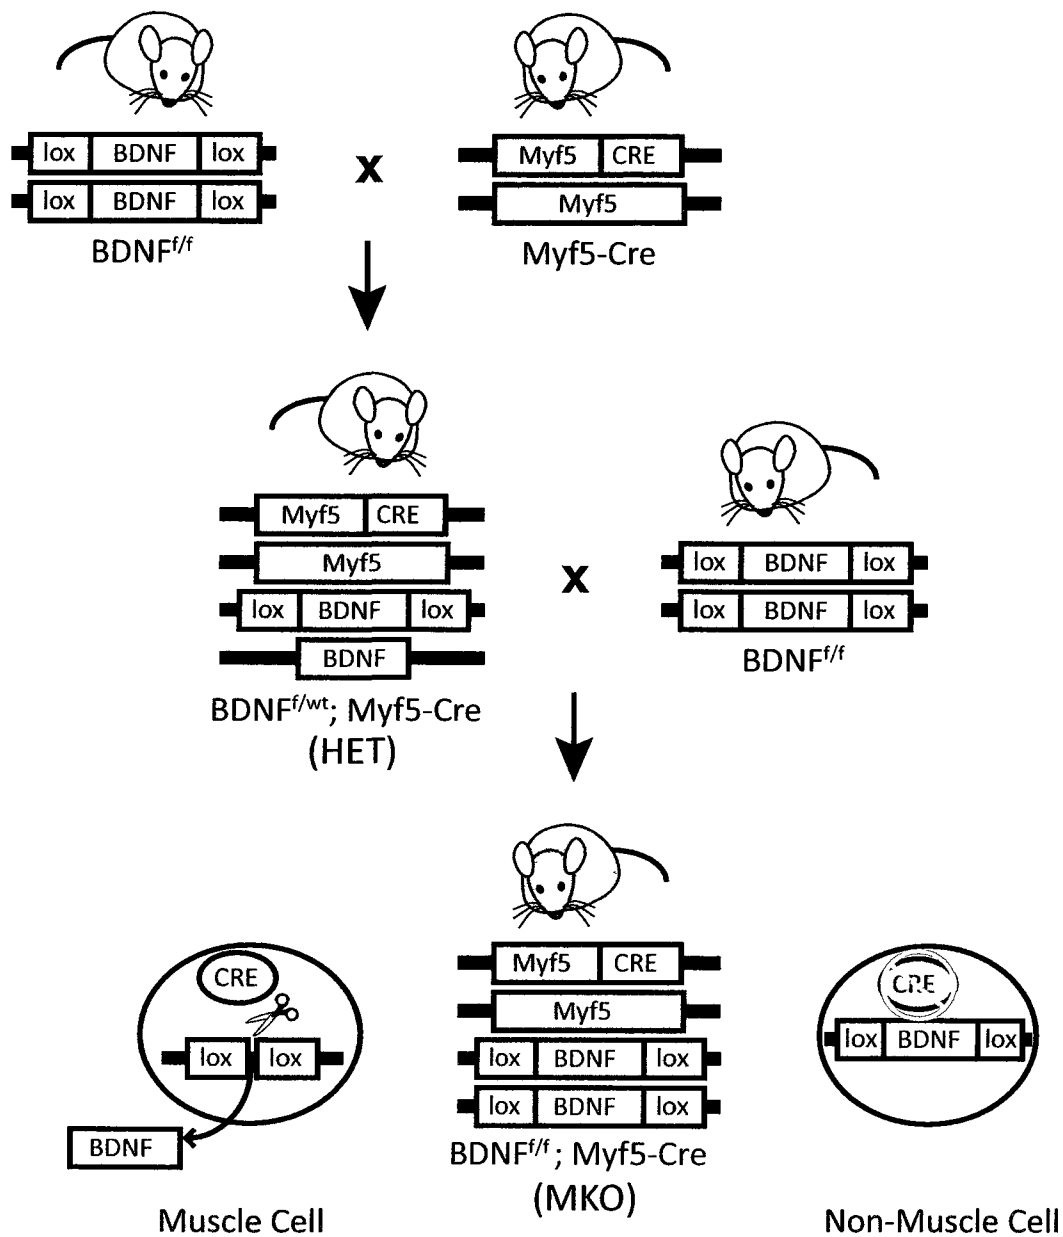 lox BDNF lox
lox BDNF lox
BDNF^f/f
X
Myf5 CRE
Myf5
Myf5-Cre
Myf5 CRE
Myf5
lox BDNF lox
BDNF
BDNF^f/wt; Myf5-Cre
(HET)
X
lox BDNF lox
lox BDNF lox
BDNF^f/f
CRE
lox lox
BDNF
Muscle Cell
Myf5 CRE
Myf5
lox BDNF lox
lox BDNF lox
BDNF^f/f ; Myf5-Cre
(MKO)
CRE
lox BDNF lox
Non-Muscle Cell